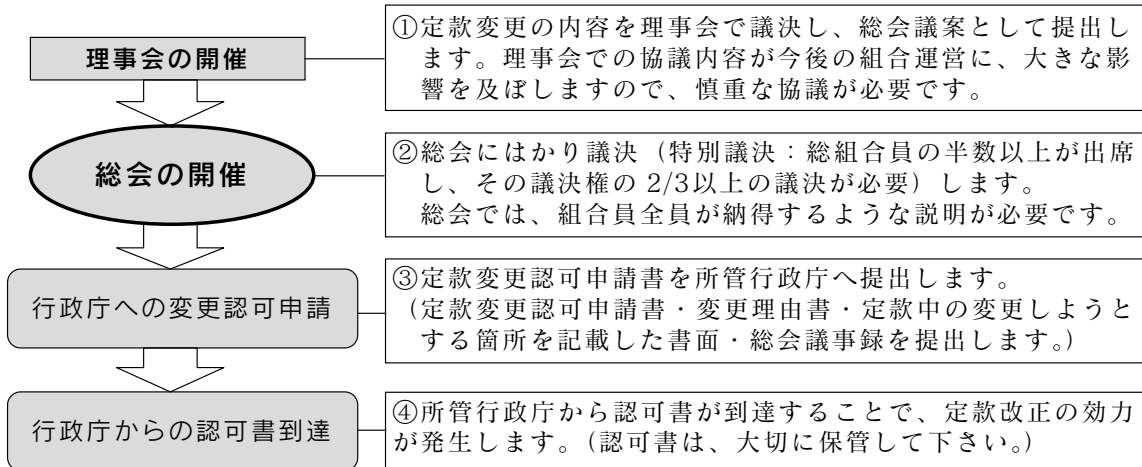 理事会の開催
①定款変更の内容を理事会で議決し、総会議案として提出し
ます。理事会での協議内容が今後の組合運営に、大きな影
響を及ぼしますので、慎重な協議が必要です。
総会の開催
②総会にはかり議決（特別議決：総組合員の半数以上が出席
し、その議決権の 2/3以上の議決が必要）します。
総会では、組合員全員が納得するような説明が必要です。
行政庁への変更認可申請
③定款変更認可申請書を所管行政庁へ提出します。
（定款変更認可申請書・変更理由書・定款中の変更しようと
する箇所を記載した書面・総会議事録を提出します。）
行政庁からの認可書到達
④所管行政庁から認可書が到達することで、定款改正の効力
が発生します。（認可書は、大切に保管して下さい。）